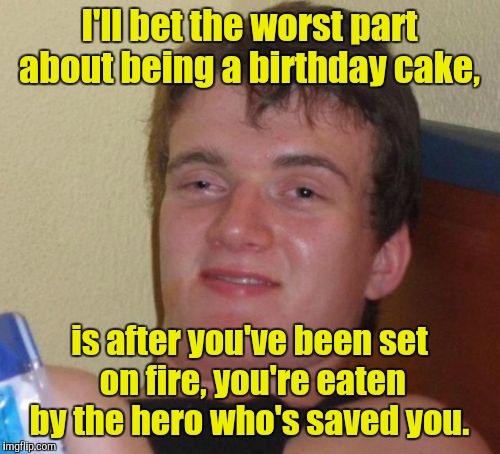 I'll bet the worst part
about being a birthday cake,
is after you've been set
on fire, you're eaten
by the hero who's saved you.
imgflip.com